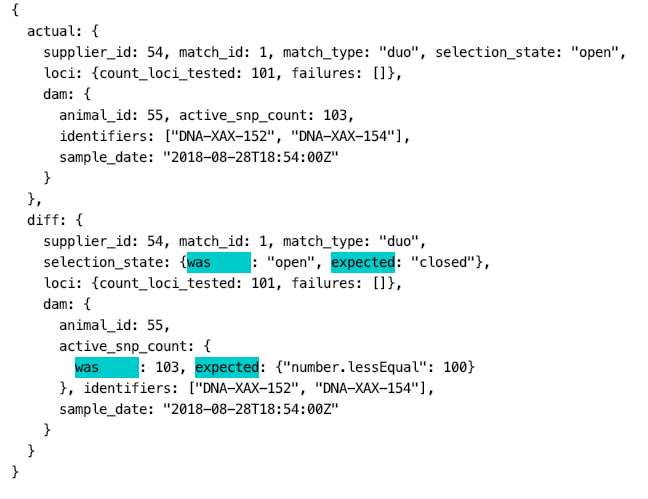 {
  actual: {
    supplier_id: 54, match_id: 1, match_type: "duo", selection_state: "open",
    loci: {count_loci_tested: 101, failures: []},
    dam: {
      animal_id: 55, active_snp_count: 103,
      identifiers: ["DNA-XAX-152", "DNA-XAX-154"],
      sample_date: "2018-08-28T18:54:00Z"
    }
  },
  diff: {
    supplier_id: 54, match_id: 1, match_type: "duo",
    selection_state: {was     : "open", expected: "closed"},
    loci: {count_loci_tested: 101, failures: []},
    dam: {
      animal_id: 55,
      active_snp_count: {
        was     : 103, expected: {"number.lessEqual": 100}
      }, identifiers: ["DNA-XAX-152", "DNA-XAX-154"],
      sample_date: "2018-08-28T18:54:00Z"
    }
  }
}